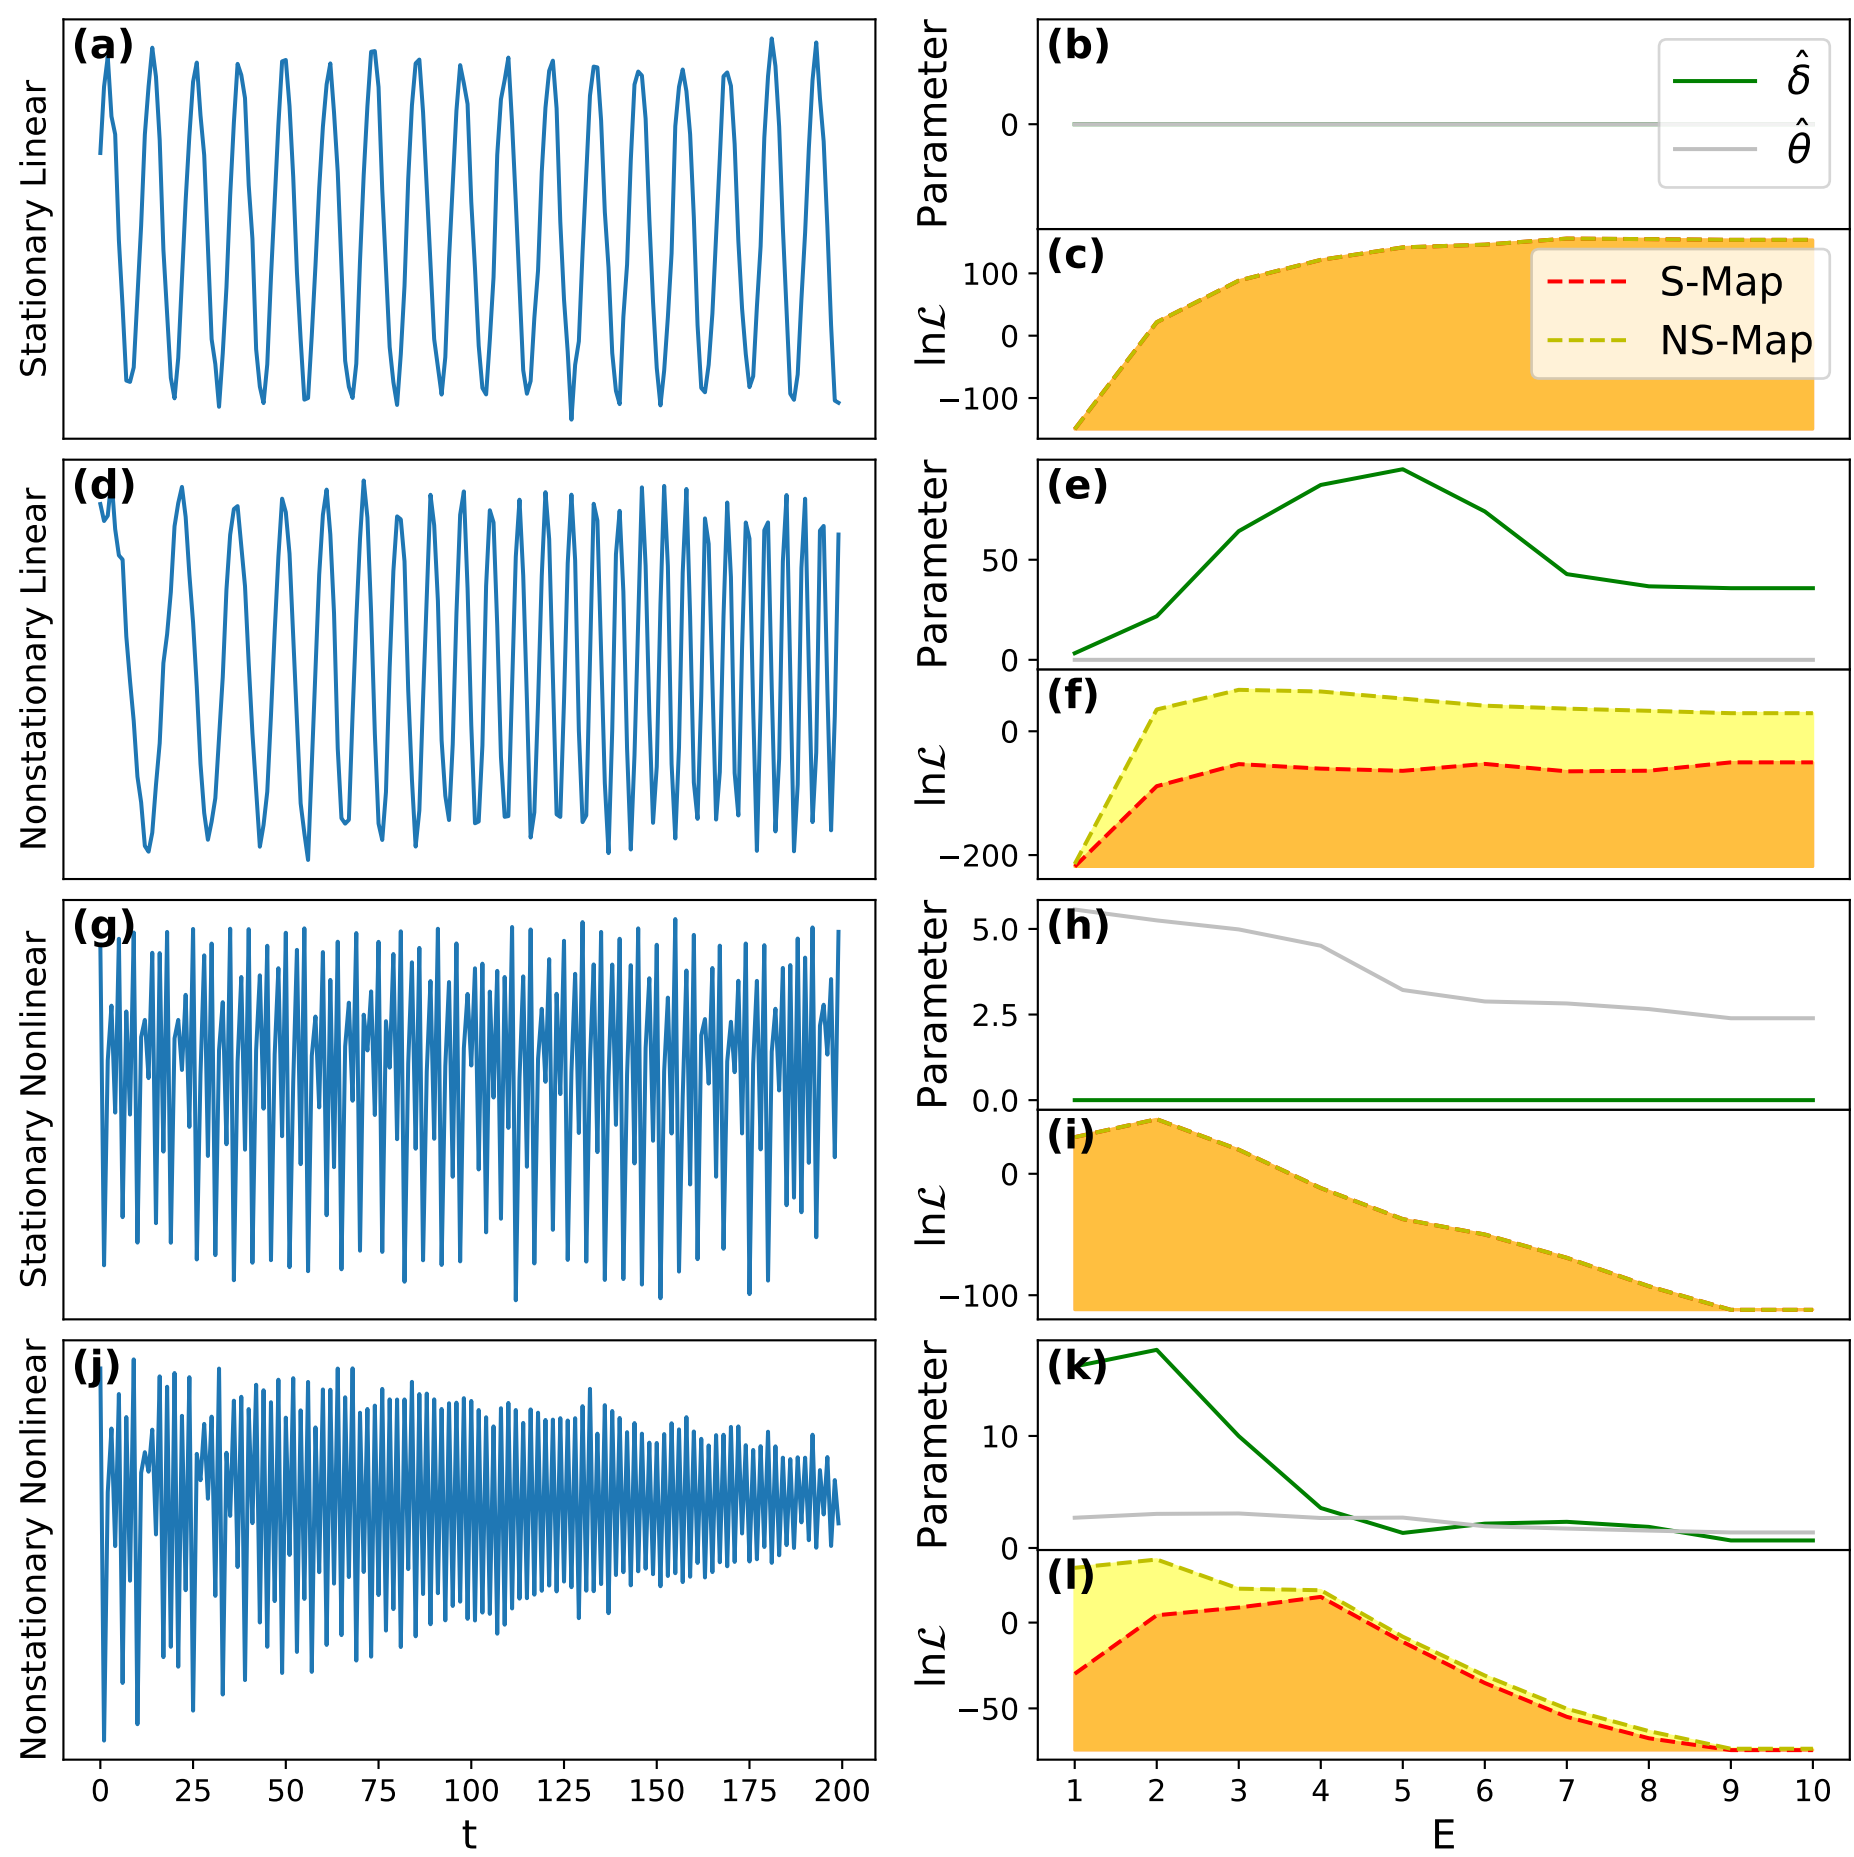 Stationary Linear
(a)
(b)
Parameter
0
δ̂
θ̂
(c)
ln𝓛
100
0
−100
S-Map
NS-Map
Nonstationary Linear
(d)
(e)
Parameter
50
0
(f)
ln𝓛
0
−200
Stationary Nonlinear
(g)
(h)
Parameter
5.0
2.5
0.0
(i)
ln𝓛
0
−100
Nonstationary Nonlinear
(j)
(k)
Parameter
10
0
(l)
ln𝓛
0
−50
0 25 50 75 100 125 150 175 200
t
1 2 3 4 5 6 7 8 9 10
E